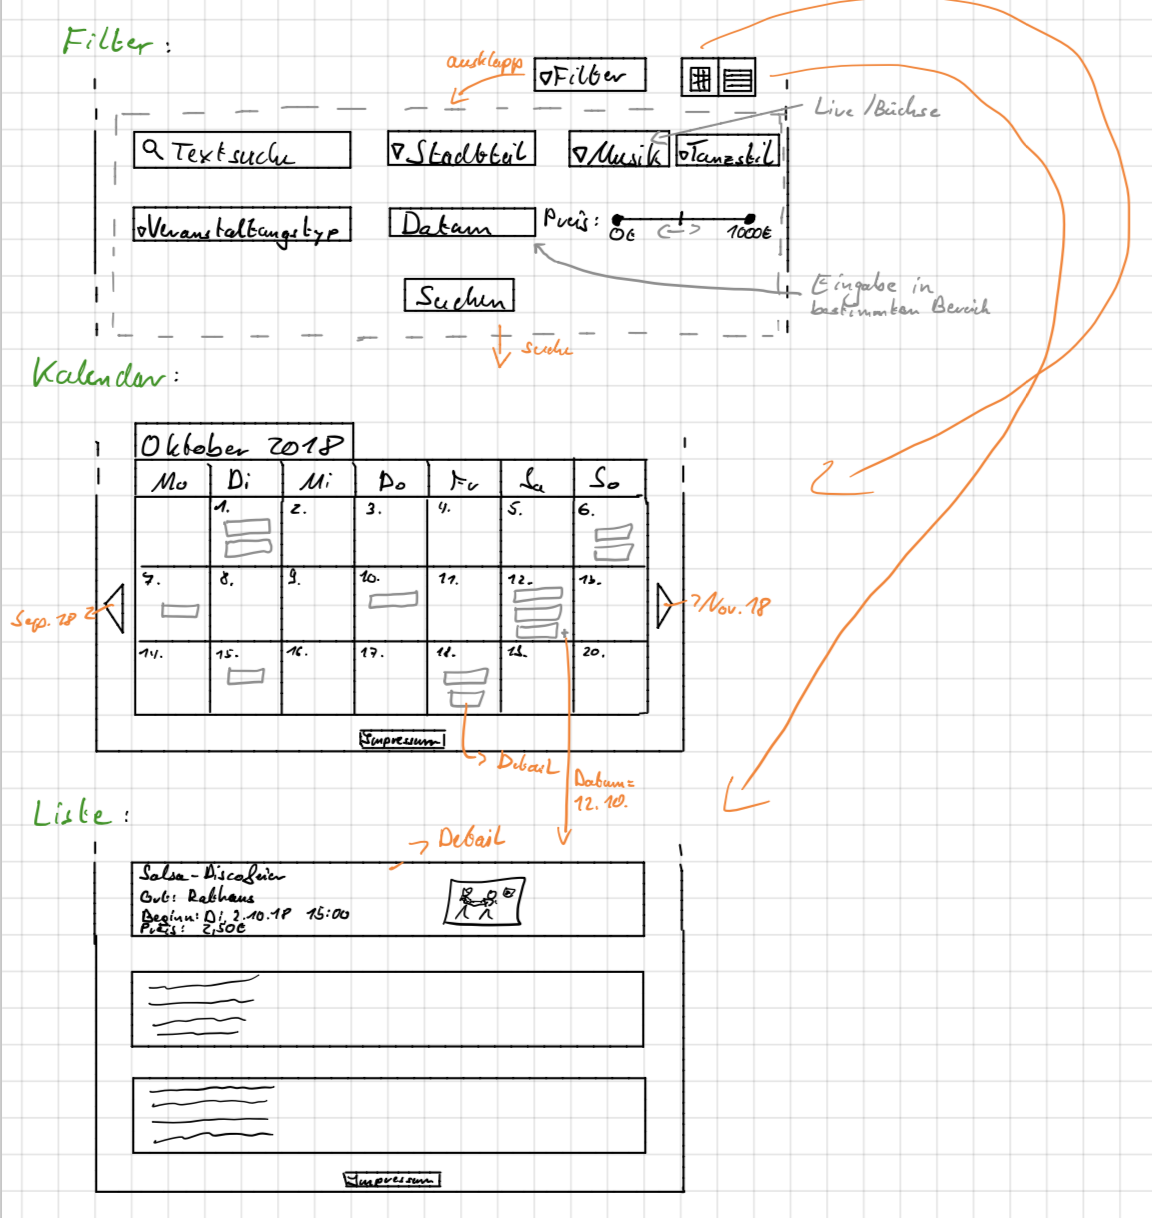 Filter:
ausklapp
▽Filter
Live/Büchse
Textsuche
▽Stadtteil
▽Musik
▽Tanzstil
▽Veranstaltungstyp
Datum
Preis:
0€
1000€
Eingabe in
bestimmten Bereich
Suchen
suche
Kalender:
Oktober 2018
Mo Di Mi Do Fr Sa So
1. 2. 3. 4. 5. 6.
7. 8. 9. 10. 11. 12. 13.
Sep. 18
Nov. 18
14. 15. 16. 17. 18. 19. 20.
+
Impressum
Detail
Datum=
12.10.
Liste:
Detail
Salsa-Discofeier
Ort: Rathaus
Beginn: Di, 2.10.18 15:00
Preis: 2,50€
Impressum